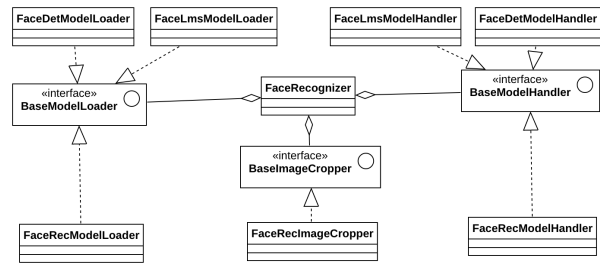 FaceDetModelLoader
FaceLmsModelLoader
FaceLmsModelHandler
FaceDetModelHandler
«interface»
BaseModelLoader
FaceRecognizer
«interface»
BaseModelHandler
«interface»
BaseImageCropper
FaceRecModelLoader
FaceRecImageCropper
FaceRecModelHandler